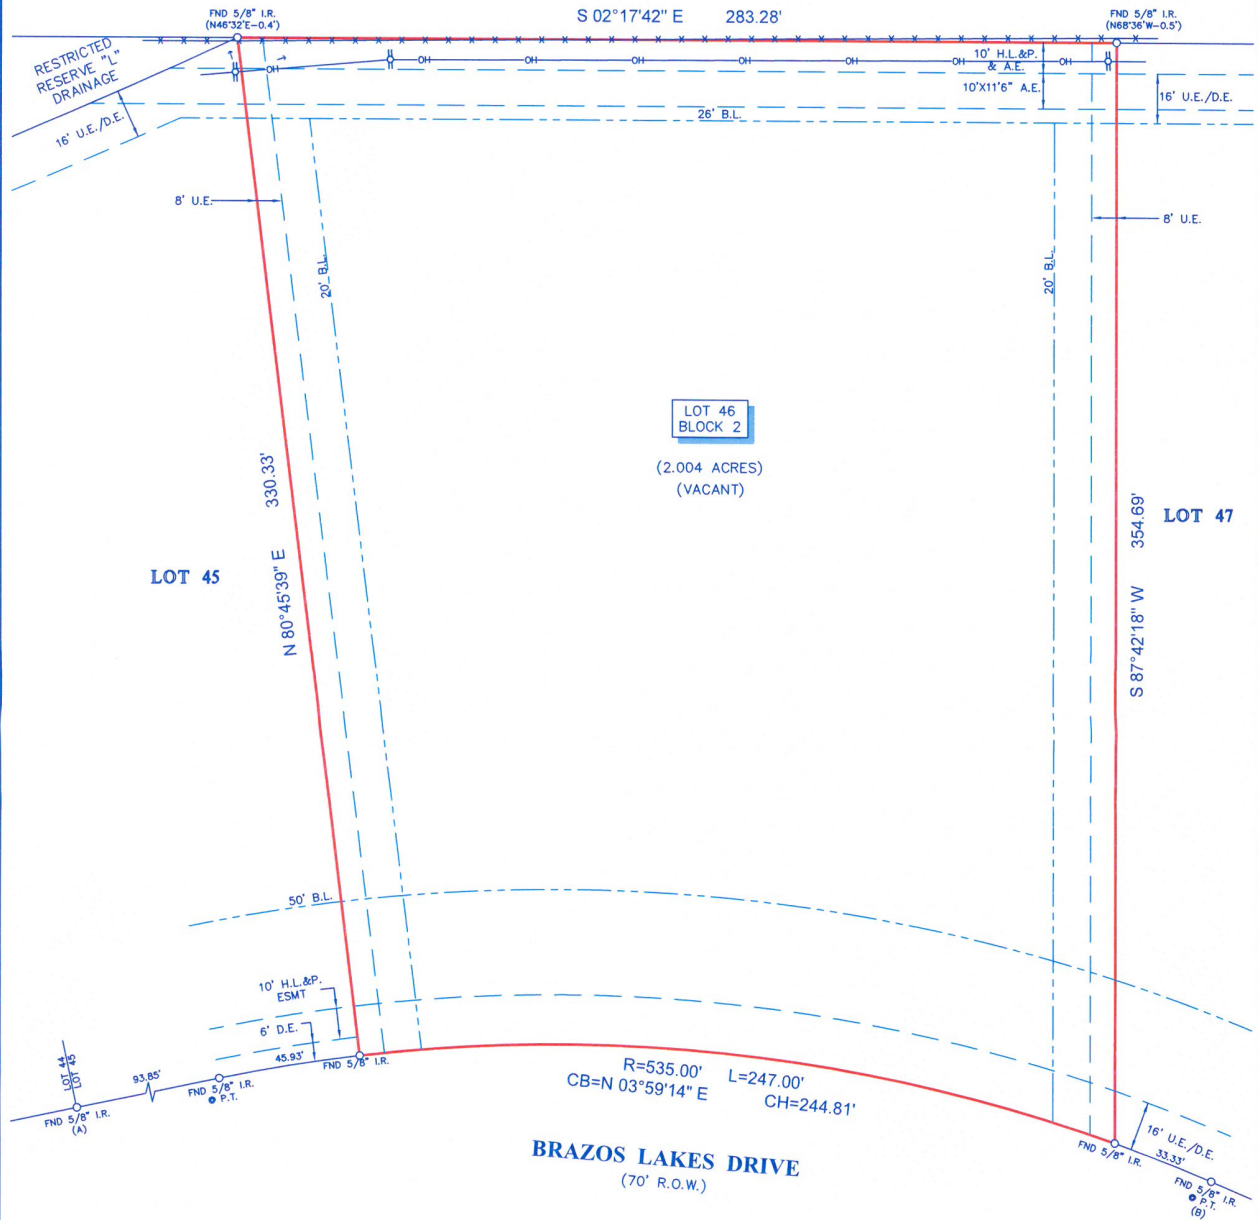 FND 5/8" I.R.
(N46°32'E-0.4')
S 02°17'42" E 283.28'
FND 5/8" I.R.
(N68°36'W-0.5')
RESTRICTED
RESERVE "L"
DRAINAGE
16' U.E./D.E.
OH
OH
OH
OH
OH
OH
OH
OH
10' H.L.&P.
& A.E.
10'X11'6" A.E.
16' U.E./D.E.
26' B.L.
8' U.E.
8' U.E.
20' B.L.
20' B.L.
LOT 46
BLOCK 2
(2.004 ACRES)
(VACANT)
N 80°45'39" E 330.33'
S 87°42'18" W 354.69'
LOT 47
LOT 45
50' B.L.
10' H.L.&P.
ESMT
6' D.E.
45.93'
FND 5/8" I.R.
LOT 44
LOT 45
93.85'
FND 5/8" I.R.
P.T.
FND 5/8" I.R.
(A)
R=535.00' L=247.00'
CB=N 03°59'14" E CH=244.81'
BRAZOS LAKES DRIVE
(70' R.O.W.)
FND 5/8" I.R.
16' U.E./D.E.
33.33'
FND 5/8" I.R.
P.T.
(B)